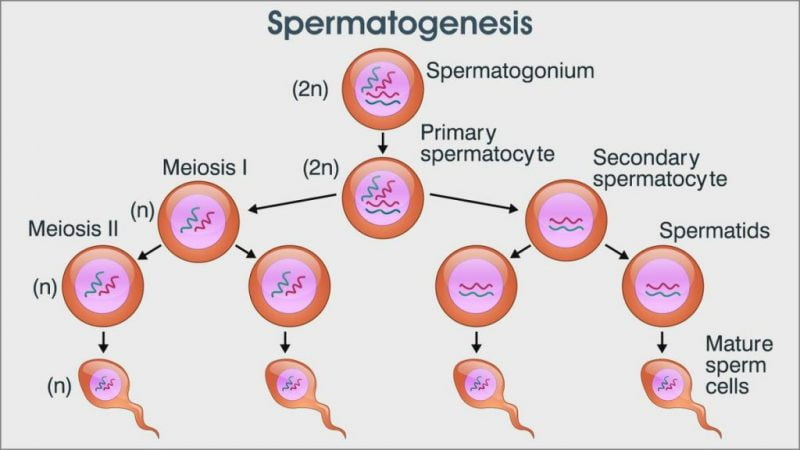 Spermatogenesis
(2n)
Spermatogonium
Primary
spermatocyte
(2n)
Meiosis I
Secondary
spermatocyte
(n)
Meiosis II
Spermatids
(n)
Mature
sperm
cells
(n)